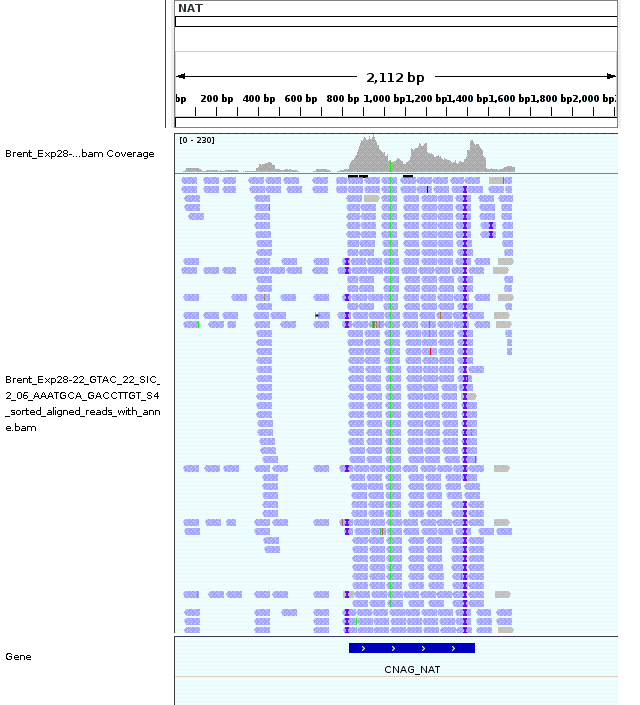 NAT
2,112 bp
bp 200 bp 400 bp 600 bp 800 bp 1,000 bp 1,200 bp 1,400 bp 1,600 bp 1,800 bp 2,000 bp
[0 - 230]
Brent_Exp28-...bam Coverage
Brent_Exp28-22_GTAC_22_SIC_
2_06_AAATGCA_GACCTTGT_S4
_sorted_aligned_reads_with_ann
e.bam
Gene
CNAG_NAT